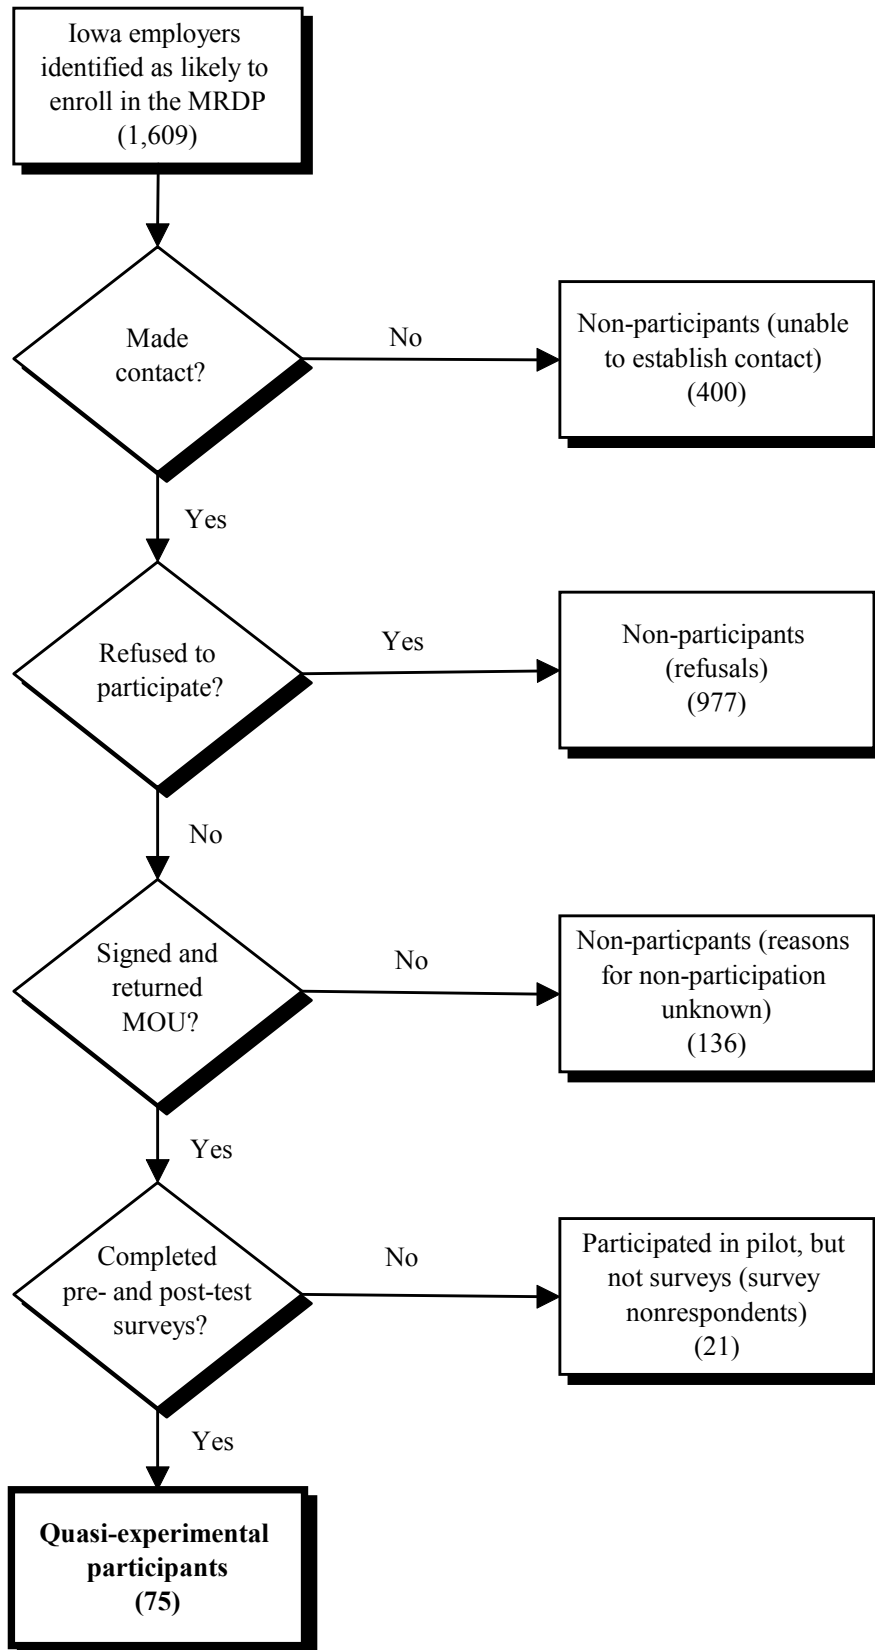 Iowa employers
identified as likely to
enroll in the MRDP
(1,609)
Made
contact?
No
Non-participants (unable
to establish contact)
(400)
Yes
Refused to
participate?
Yes
Non-participants
(refusals)
(977)
No
Signed and
returned
MOU?
No
Non-particpants (reasons
for non-participation
unknown)
(136)
Yes
Completed
pre- and post-test
surveys?
No
Participated in pilot, but
not surveys (survey
nonrespondents)
(21)
Yes
Quasi-experimental
participants
(75)